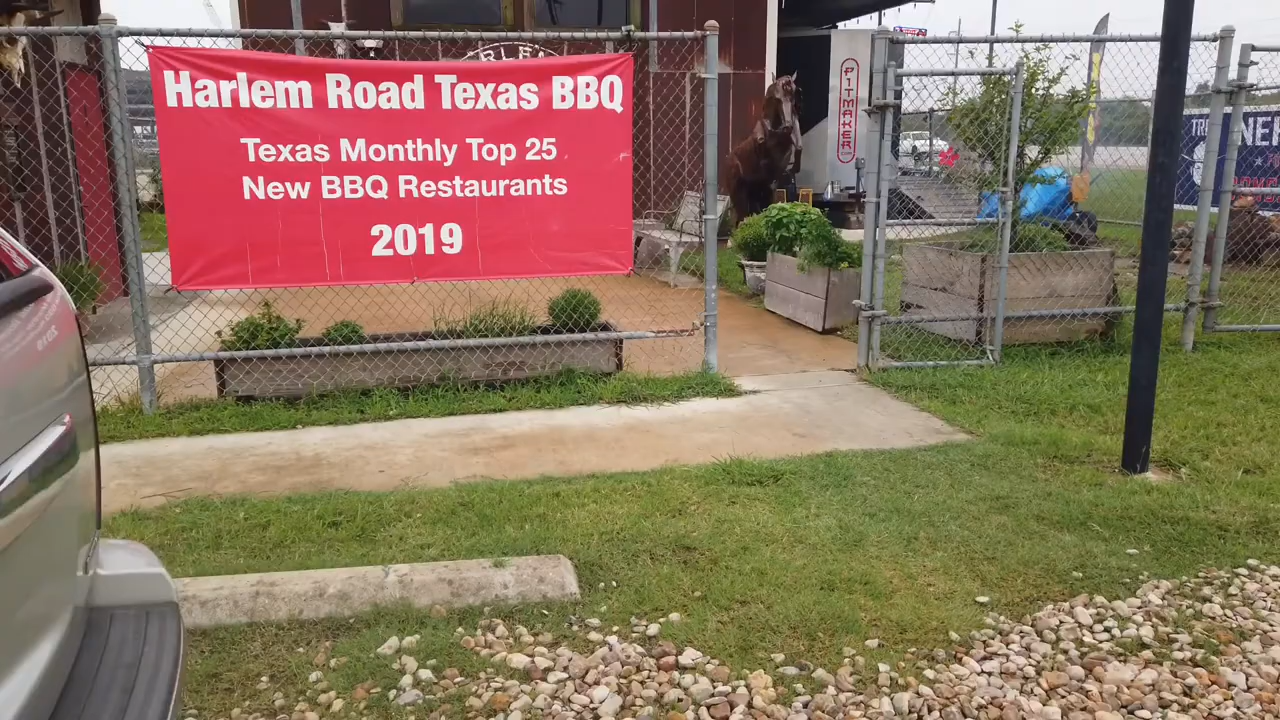 Harlem Road Texas BBQ
Texas Monthly Top 25
New BBQ Restaurants
2019
PITMAKER